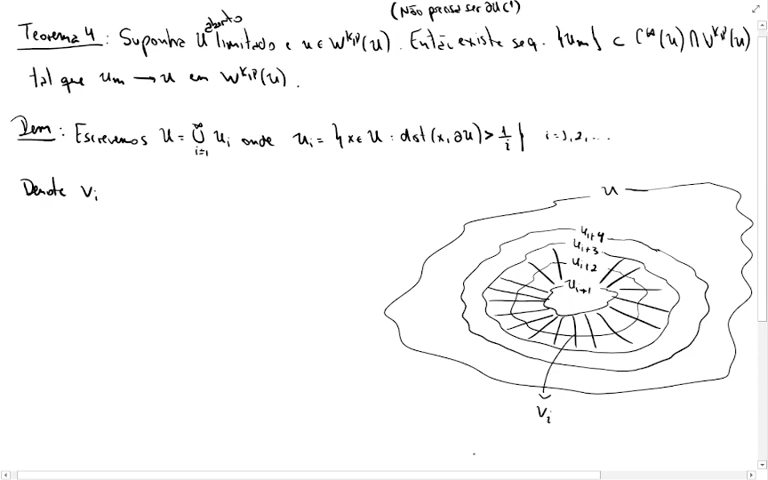 (Não precisa ser ∂U C¹)
Teorema 4: Suponha U aberto limitado e u ∈ W^{k,p}(U). Então existe seq. {u_m} ⊂ C^∞(U) ∩ W^{k,p}(U)
tal que u_m → u em W^{k,p}(U).
Dem: Escrevemos U = ⋃_{i=1}^∞ U_i onde U_i = {x ∈ U : dist(x, ∂U) > 1/i} i=1,2,...
Denote V_i
U
U_{i+4}
U_{i+3}
U_{i+2}
U_{i+1}
V_i